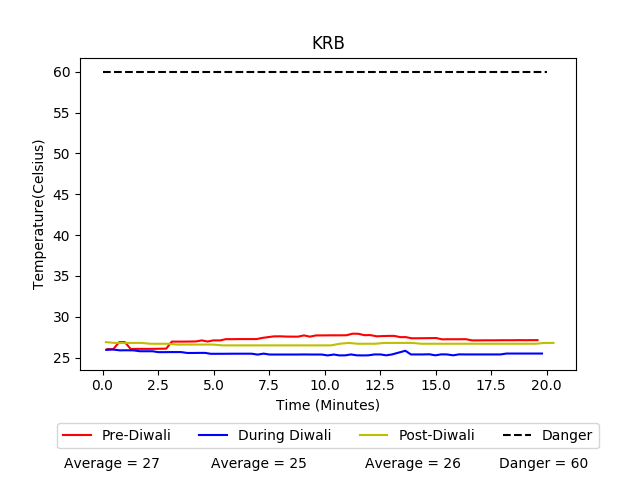 KRB
Temperature(Celsius)
60
55
50
45
40
35
30
25
0.0 2.5 5.0 7.5 10.0 12.5 15.0 17.5 20.0
Time (Minutes)
Pre-Diwali During Diwali Post-Diwali Danger
Average = 27 Average = 25 Average = 26 Danger = 60